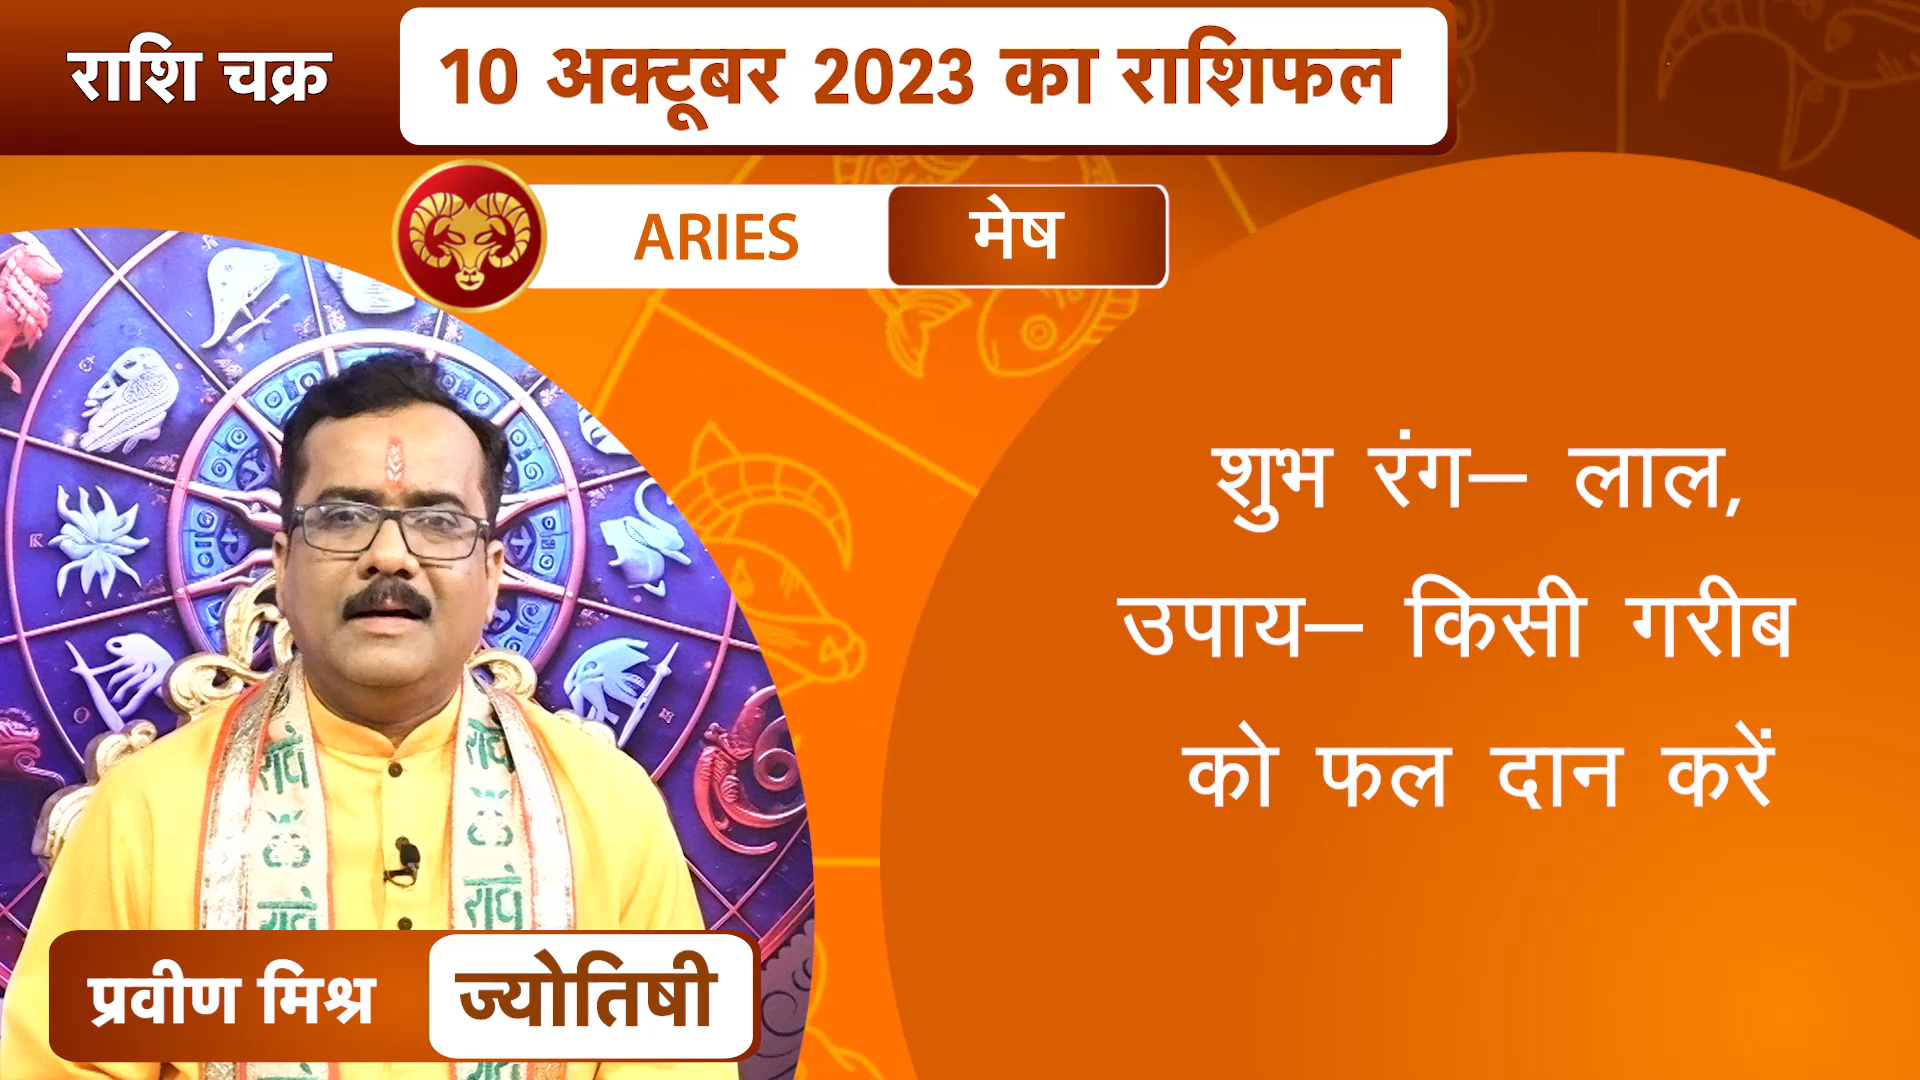 राशि चक्र
10 अक्टूबर 2023 का राशिफल
ARIES
मेष
शुभ रंग– लाल,
उपाय– किसी गरीब
को फल दान करें
प्रवीण मिश्र
ज्योतिषी